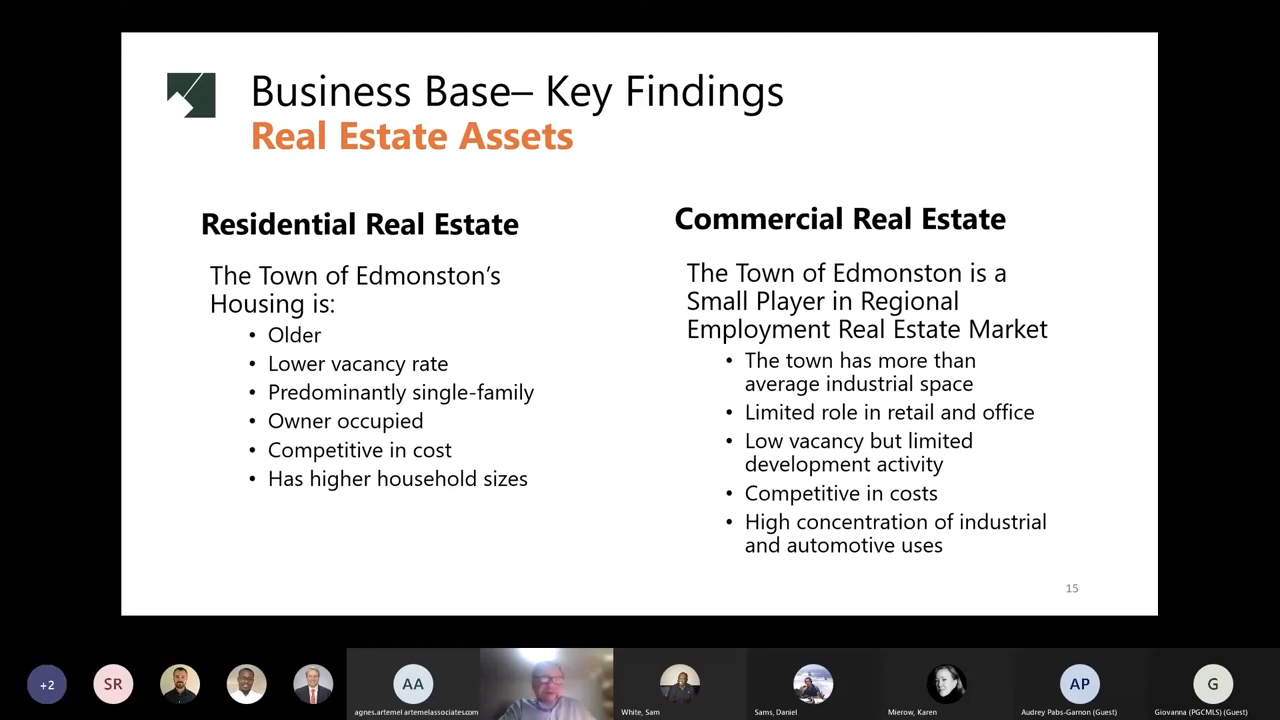 Business Base– Key Findings
Real Estate Assets
Residential Real Estate
The Town of Edmonston’s
Housing is:
• Older
• Lower vacancy rate
• Predominantly single-family
• Owner occupied
• Competitive in cost
• Has higher household sizes
Commercial Real Estate
The Town of Edmonston is a
Small Player in Regional
Employment Real Estate Market
• The town has more than
average industrial space
• Limited role in retail and office
• Low vacancy but limited
development activity
• Competitive in costs
• High concentration of industrial
and automotive uses
15
+2
SR
AA
AP
G
agnes.artemel artemelassociates.com
White, Sam
Sams, Daniel
Mierow, Karen
Audrey Pabs-Garnon (Guest)
Giovanna (PGCMLS) (Guest)